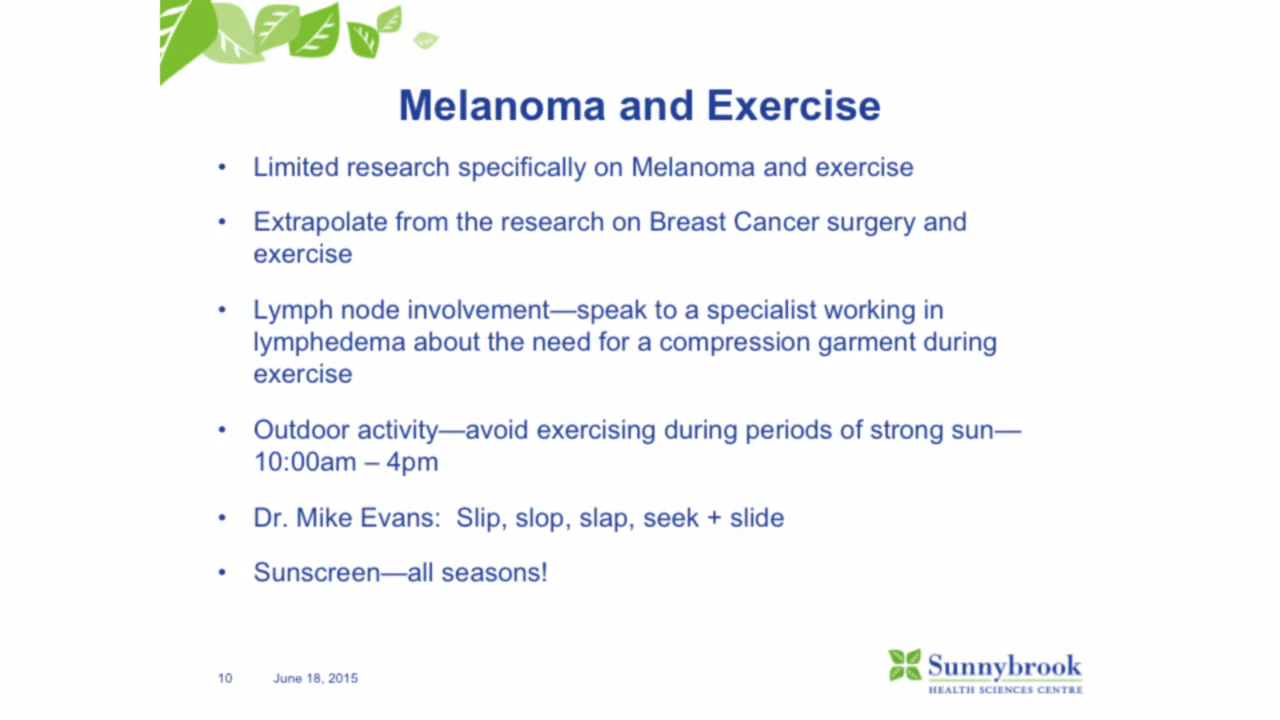 Melanoma and Exercise
• Limited research specifically on Melanoma and exercise
• Extrapolate from the research on Breast Cancer surgery and
exercise
• Lymph node involvement—speak to a specialist working in
lymphedema about the need for a compression garment during
exercise
• Outdoor activity—avoid exercising during periods of strong sun—
10:00am – 4pm
• Dr. Mike Evans:  Slip, slop, slap, seek + slide
• Sunscreen—all seasons!
10 June 18, 2015
Sunnybrook
HEALTH SCIENCES CENTRE